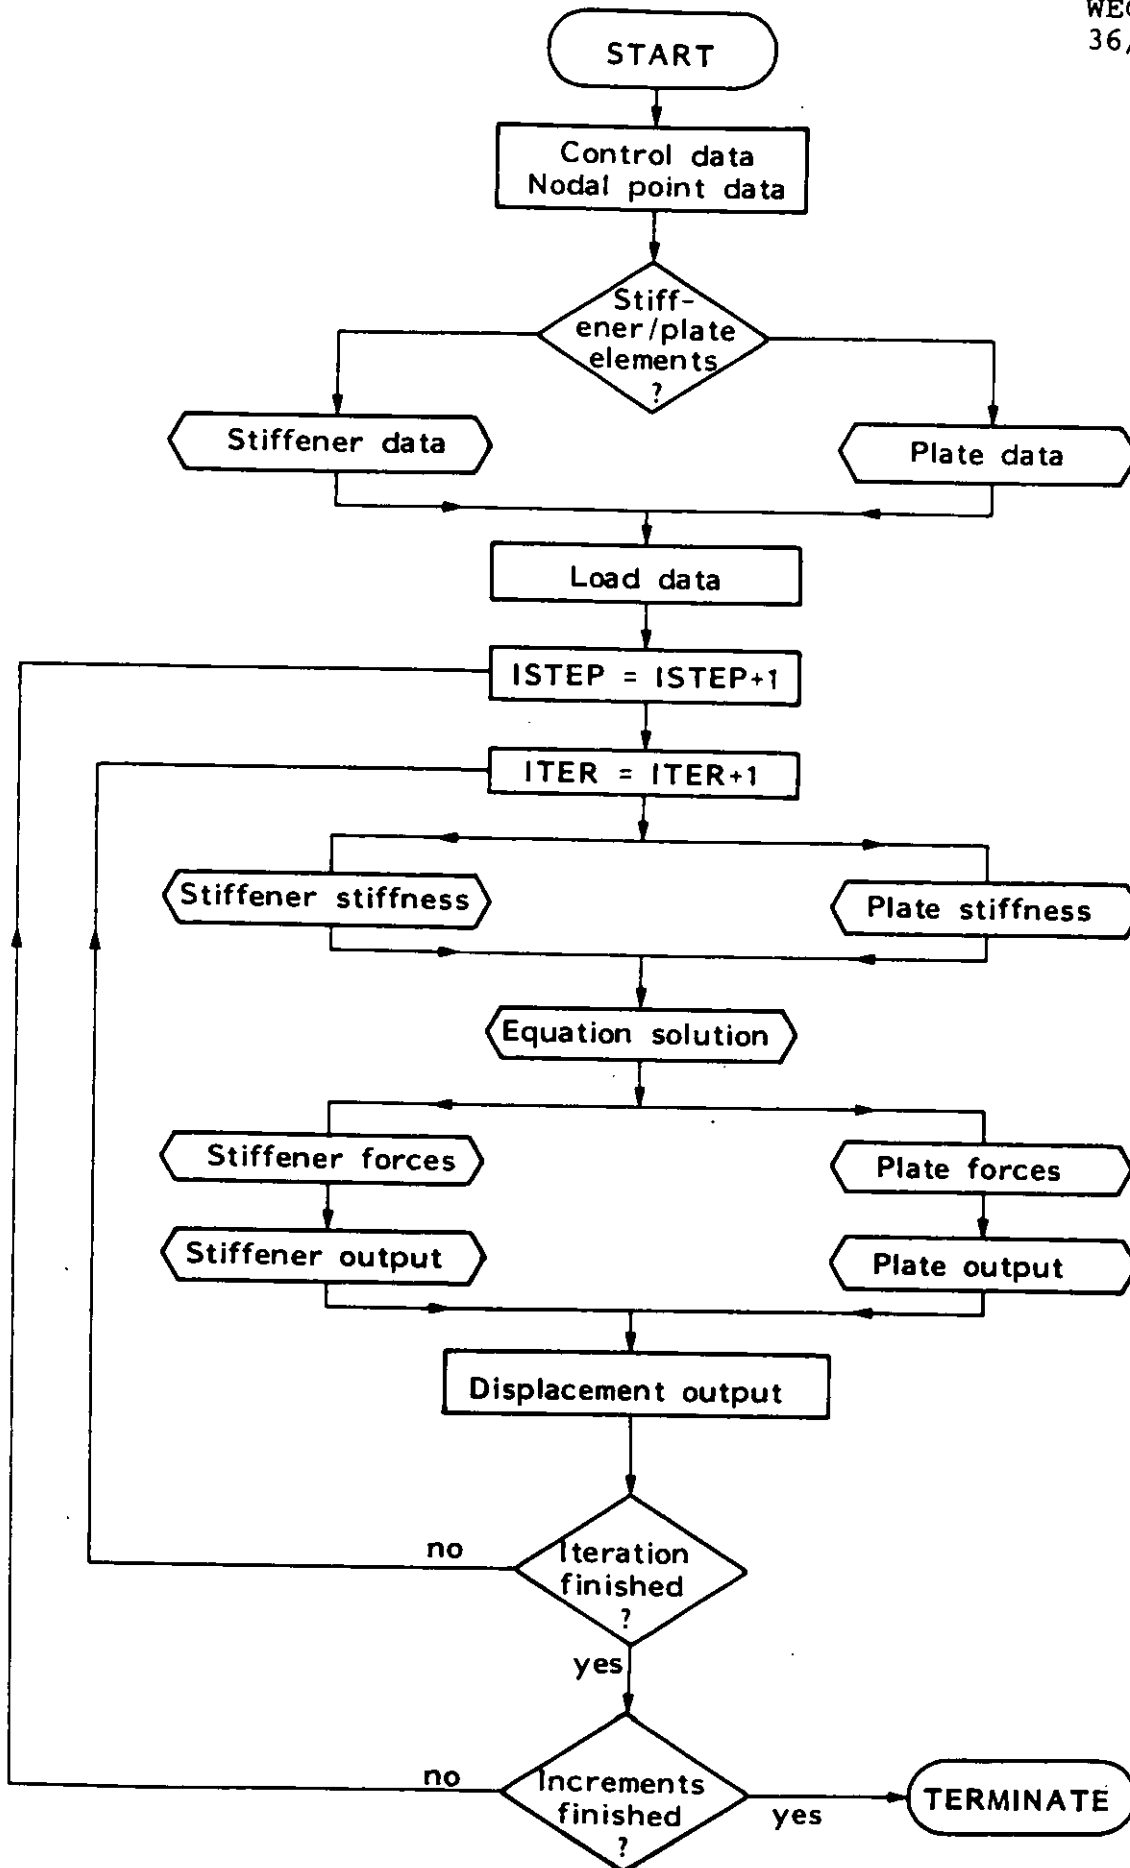 36,
START
Control data
Nodal point data
Stiff-
ener/plate
elements
?
Stiffener data
Plate data
Load data
ISTEP = ISTEP+1
ITER = ITER+1
Stiffener stiffness
Plate stiffness
Equation solution
Stiffener forces
Plate forces
Stiffener output
Plate output
Displacement output
no
Iteration
finished
?
yes
no
Increments
finished
?
yes
TERMINATE